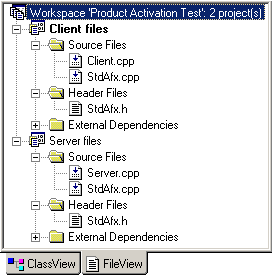 Workspace 'Product Activation Test': 2 project(s)
Client files
Source Files
Client.cpp
StdAfx.cpp
Header Files
StdAfx.h
External Dependencies
Server files
Source Files
Server.cpp
StdAfx.cpp
Header Files
StdAfx.h
External Dependencies
ClassView FileView